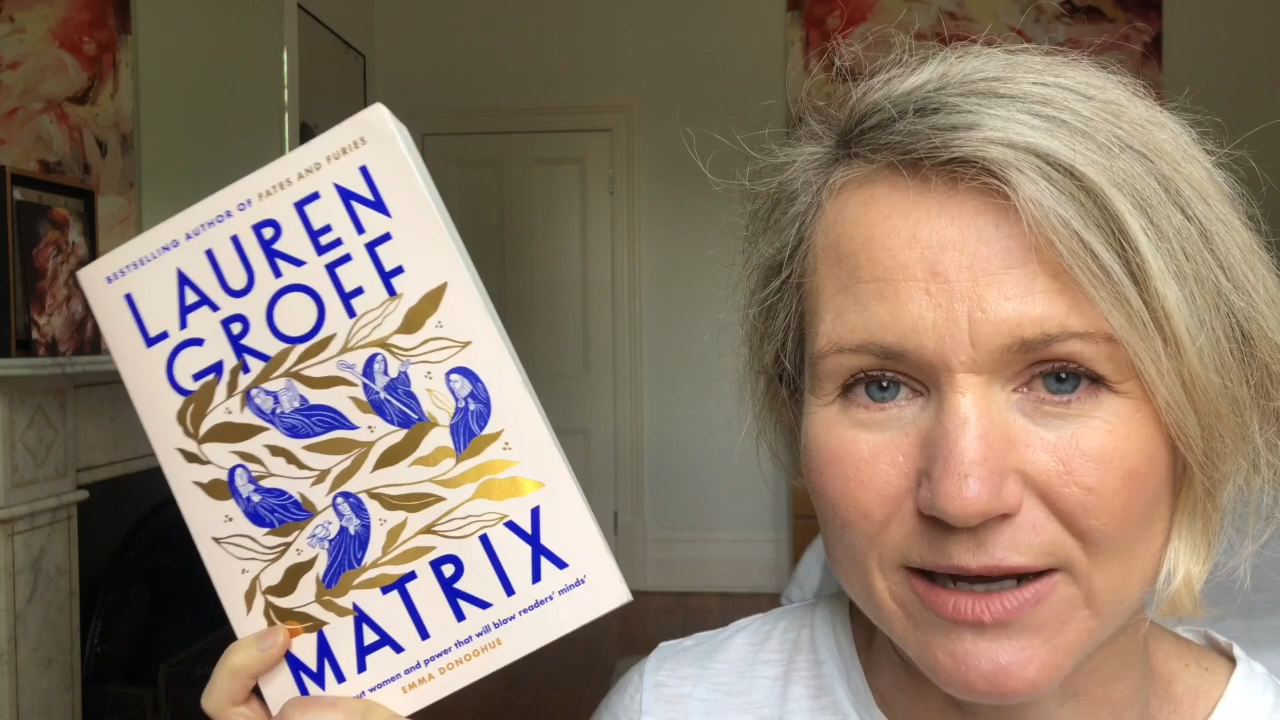 BESTSELLING AUTHOR OF FATES AND FURIES
LAUREN
GROFF
MATRIX
women and power that will blow readers' minds'
EMMA DONOGHUE